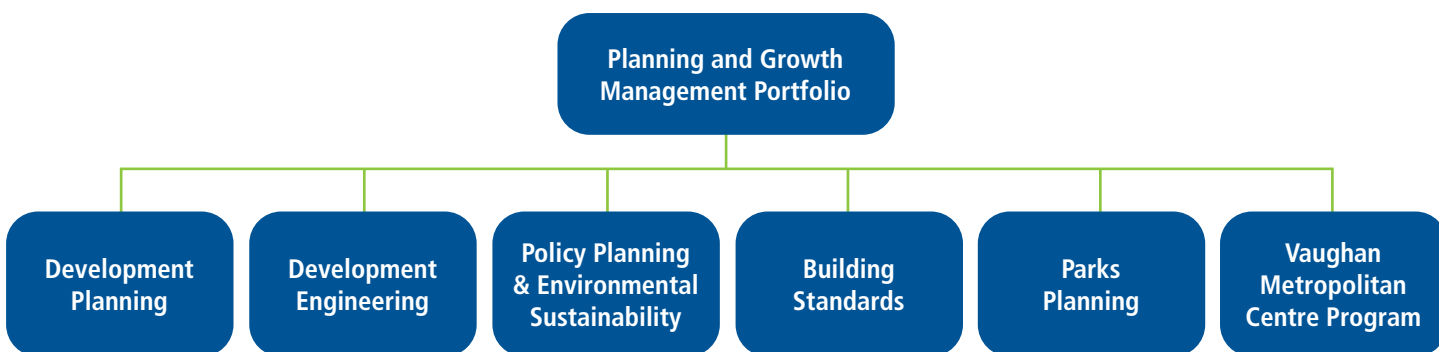 Planning and Growth
Management Portfolio
Development
Planning
Development
Engineering
Policy Planning
& Environmental
Sustainability
Building
Standards
Parks
Planning
Vaughan
Metropolitan
Centre Program